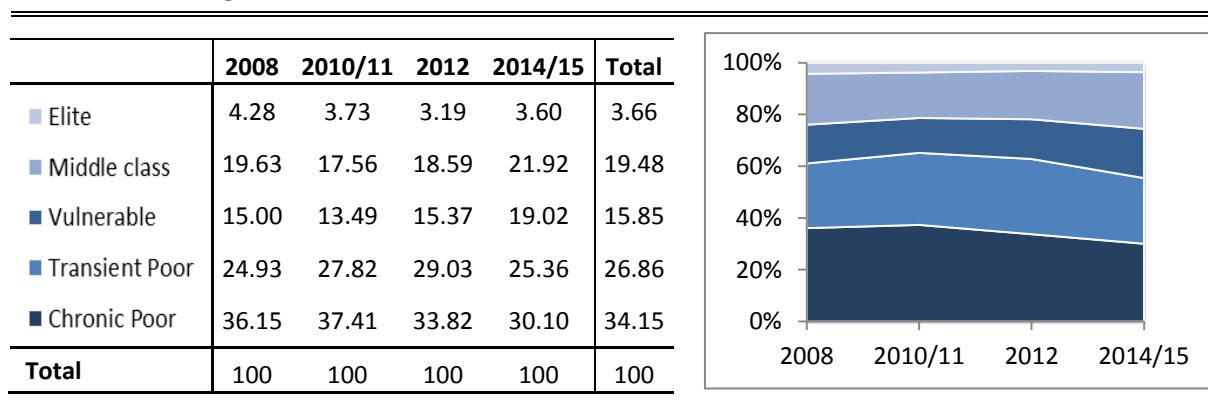 2008 2010/11 2012 2014/15 Total
Elite 4.28 3.73 3.19 3.60 3.66
Middle class 19.63 17.56 18.59 21.92 19.48
Vulnerable 15.00 13.49 15.37 19.02 15.85
Transient Poor 24.93 27.82 29.03 25.36 26.86
Chronic Poor 36.15 37.41 33.82 30.10 34.15
Total 100 100 100 100 100
100%
80%
60%
40%
20%
0%
2008 2010/11 2012 2014/15